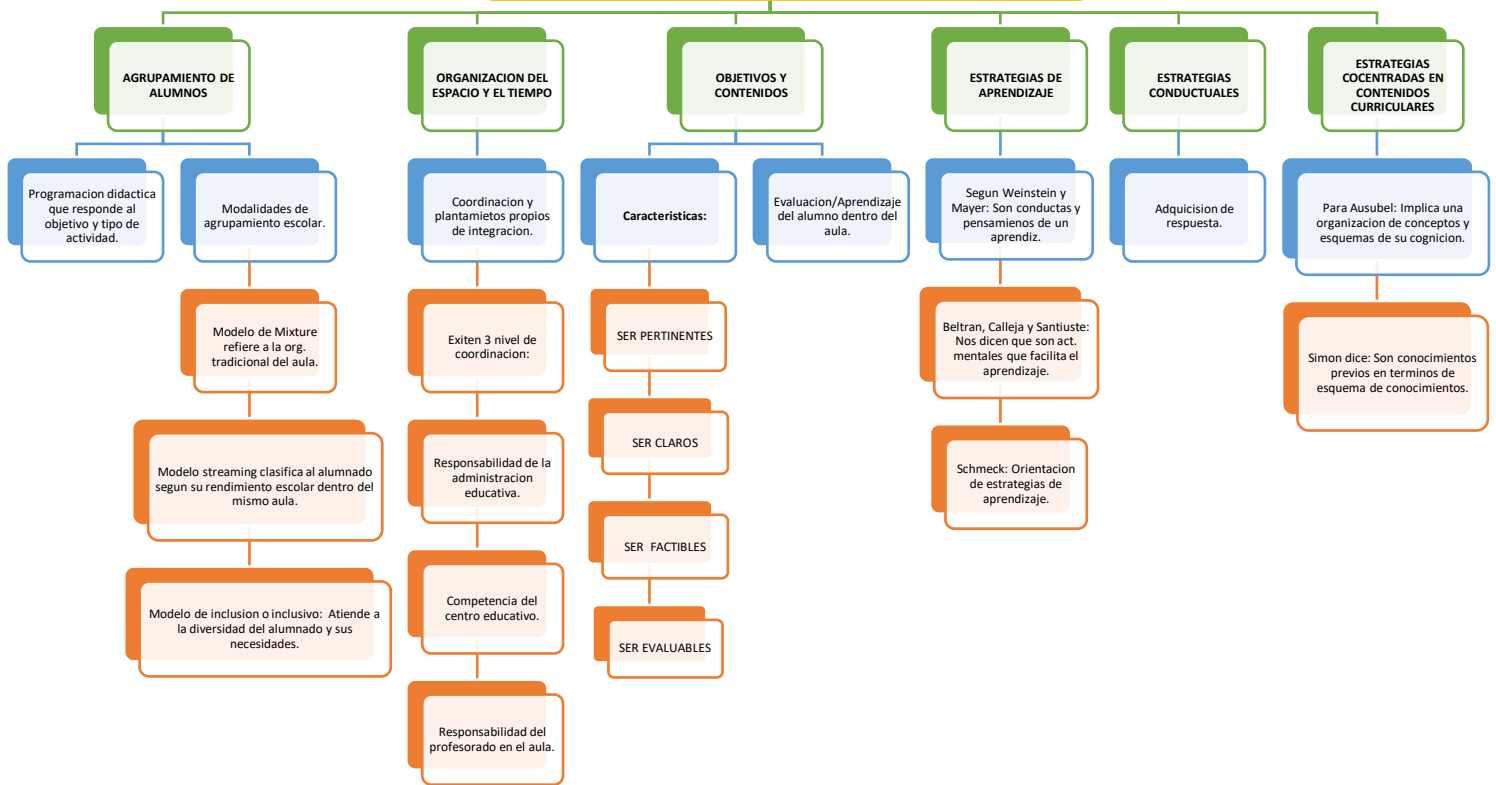 AGRUPAMIENTO DE
ALUMNOS
ORGANIZACION DEL
ESPACIO Y EL TIEMPO
OBJETIVOS Y
CONTENIDOS
ESTRATEGIAS DE
APRENDIZAJE
ESTRATEGIAS
CONDUCTUALES
ESTRATEGIAS
COCENTRADAS EN
CONTENIDOS
CURRICULARES
Programacion didactica
que responde al
objetivo y tipo de
actividad.
Modalidades de
agrupamiento escolar.
Coordinacion y
plantamietos propios
de integracion.
Caracteristicas:
Evaluacion/Aprendizaje
del alumno dentro del
aula.
Segun Weinstein y
Mayer: Son conductas y
pensamienos de un
aprendiz.
Adquicision de
respuesta.
Para Ausubel: Implica una
organizacion de conceptos y
esquemas de su cognicion.
Modelo de Mixture
refiere a la org.
tradicional del aula.
Exiten 3 nivel de
coordinacion:
SER PERTINENTES
Beltran, Calleja y Santiuste:
Nos dicen que son act.
mentales que facilita el
aprendizaje.
Simon dice: Son conocimientos
previos en terminos de
esquema de conocimientos.
Modelo streaming clasifica al alumnado
segun su rendimiento escolar dentro del
mismo aula.
Responsabilidad de la
administracion
educativa.
SER CLAROS
Schmeck: Orientacion
de estrategias de
aprendizaje.
SER  FACTIBLES
Modelo de inclusion o inclusivo:  Atiende a
la diversidad del alumnado y sus
necesidades.
Competencia del
centro educativo.
SER EVALUABLES
Responsabilidad del
profesorado en el aula.